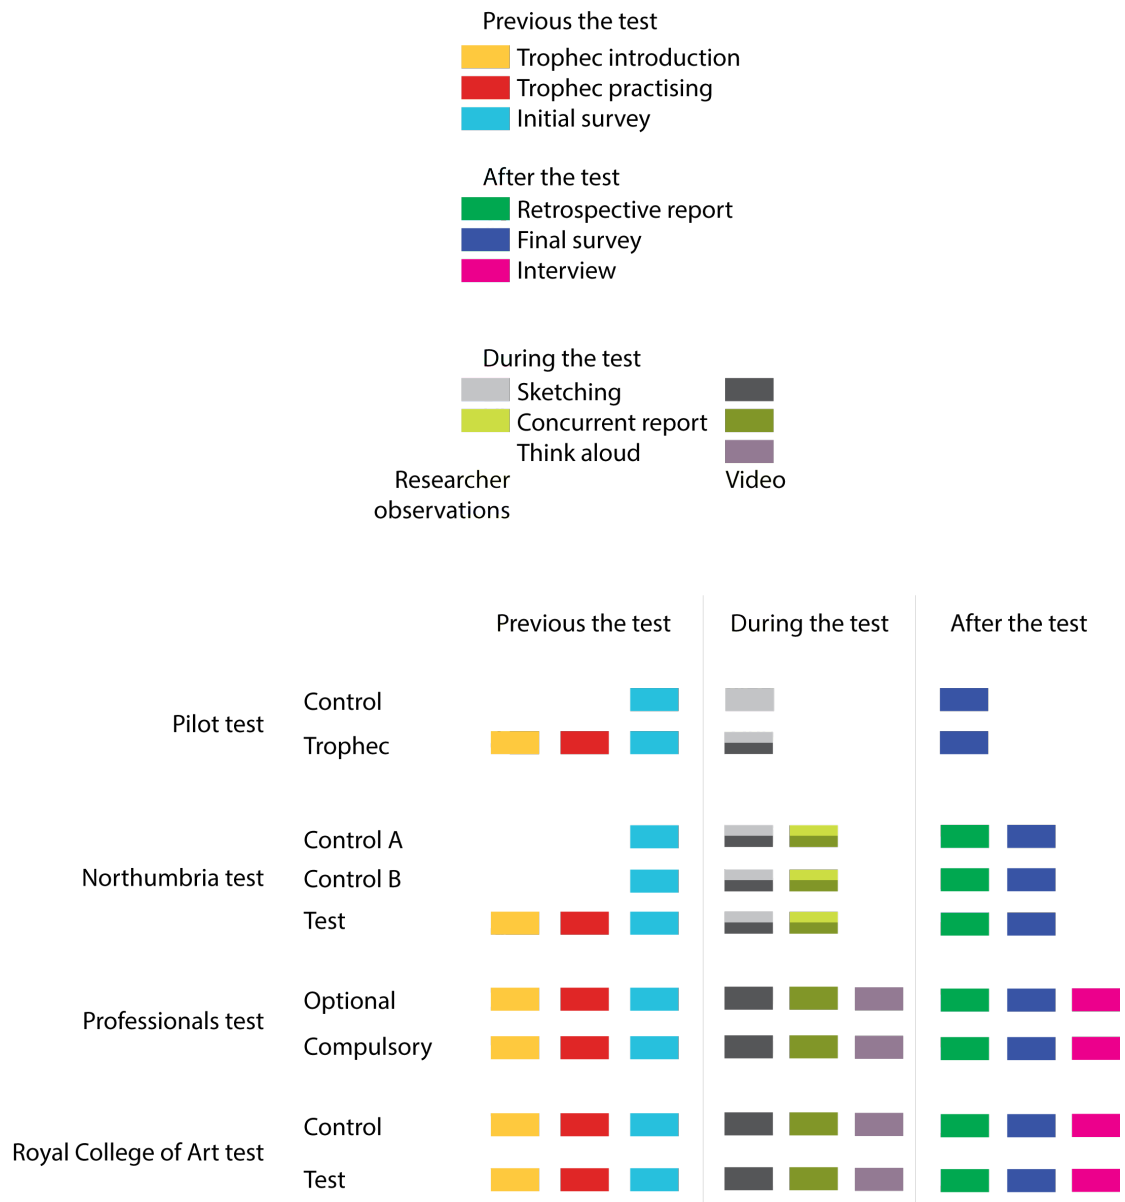 Previous the test
Trophec introduction
Trophec practising
Initial survey
After the test
Retrospective report
Final survey
Interview
During the test
Sketching
Concurrent report
Think aloud
Researcher Video
observations
Previous the test During the test After the test
Pilot test
Control
Trophec
Northumbria test
Control A
Control B
Test
Professionals test
Optional
Compulsory
Royal College of Art test
Control
Test